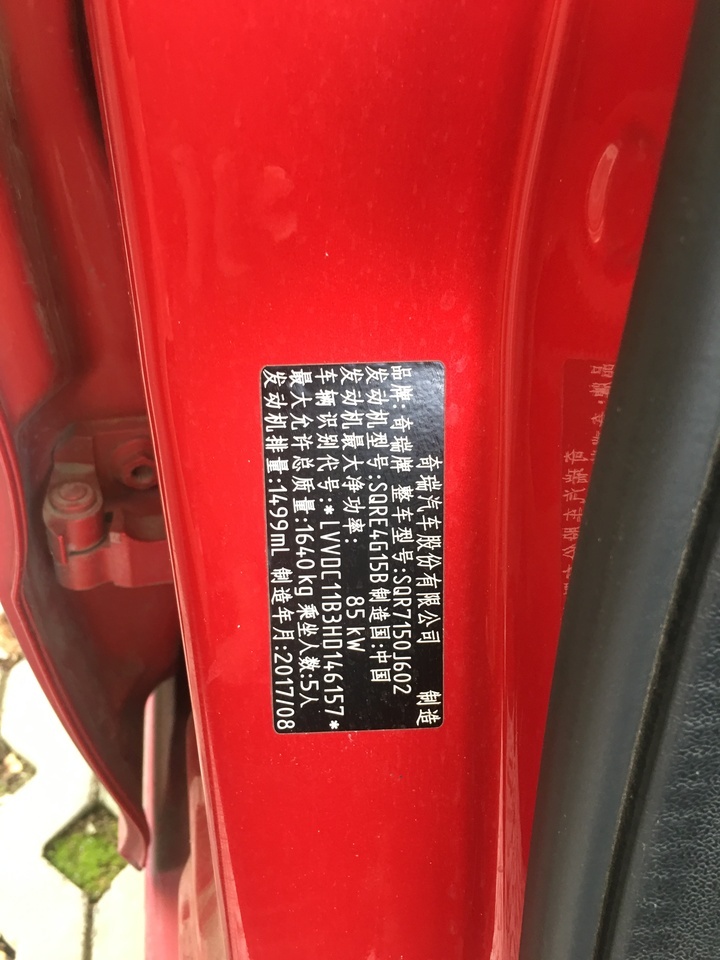 奇瑞汽车股份有限公司 制造
品牌:奇瑞牌 整车型号:SQR7150J602
发动机型号:SQRE4G15B 制造国:中国
发动机最大净功率: 85 kW
车辆识别代号:*LVVDC11B3HD146157*
最大允许总质量:1640kg 乘坐人数:5人
发动机排量:1499mL 制造年月:2017/08